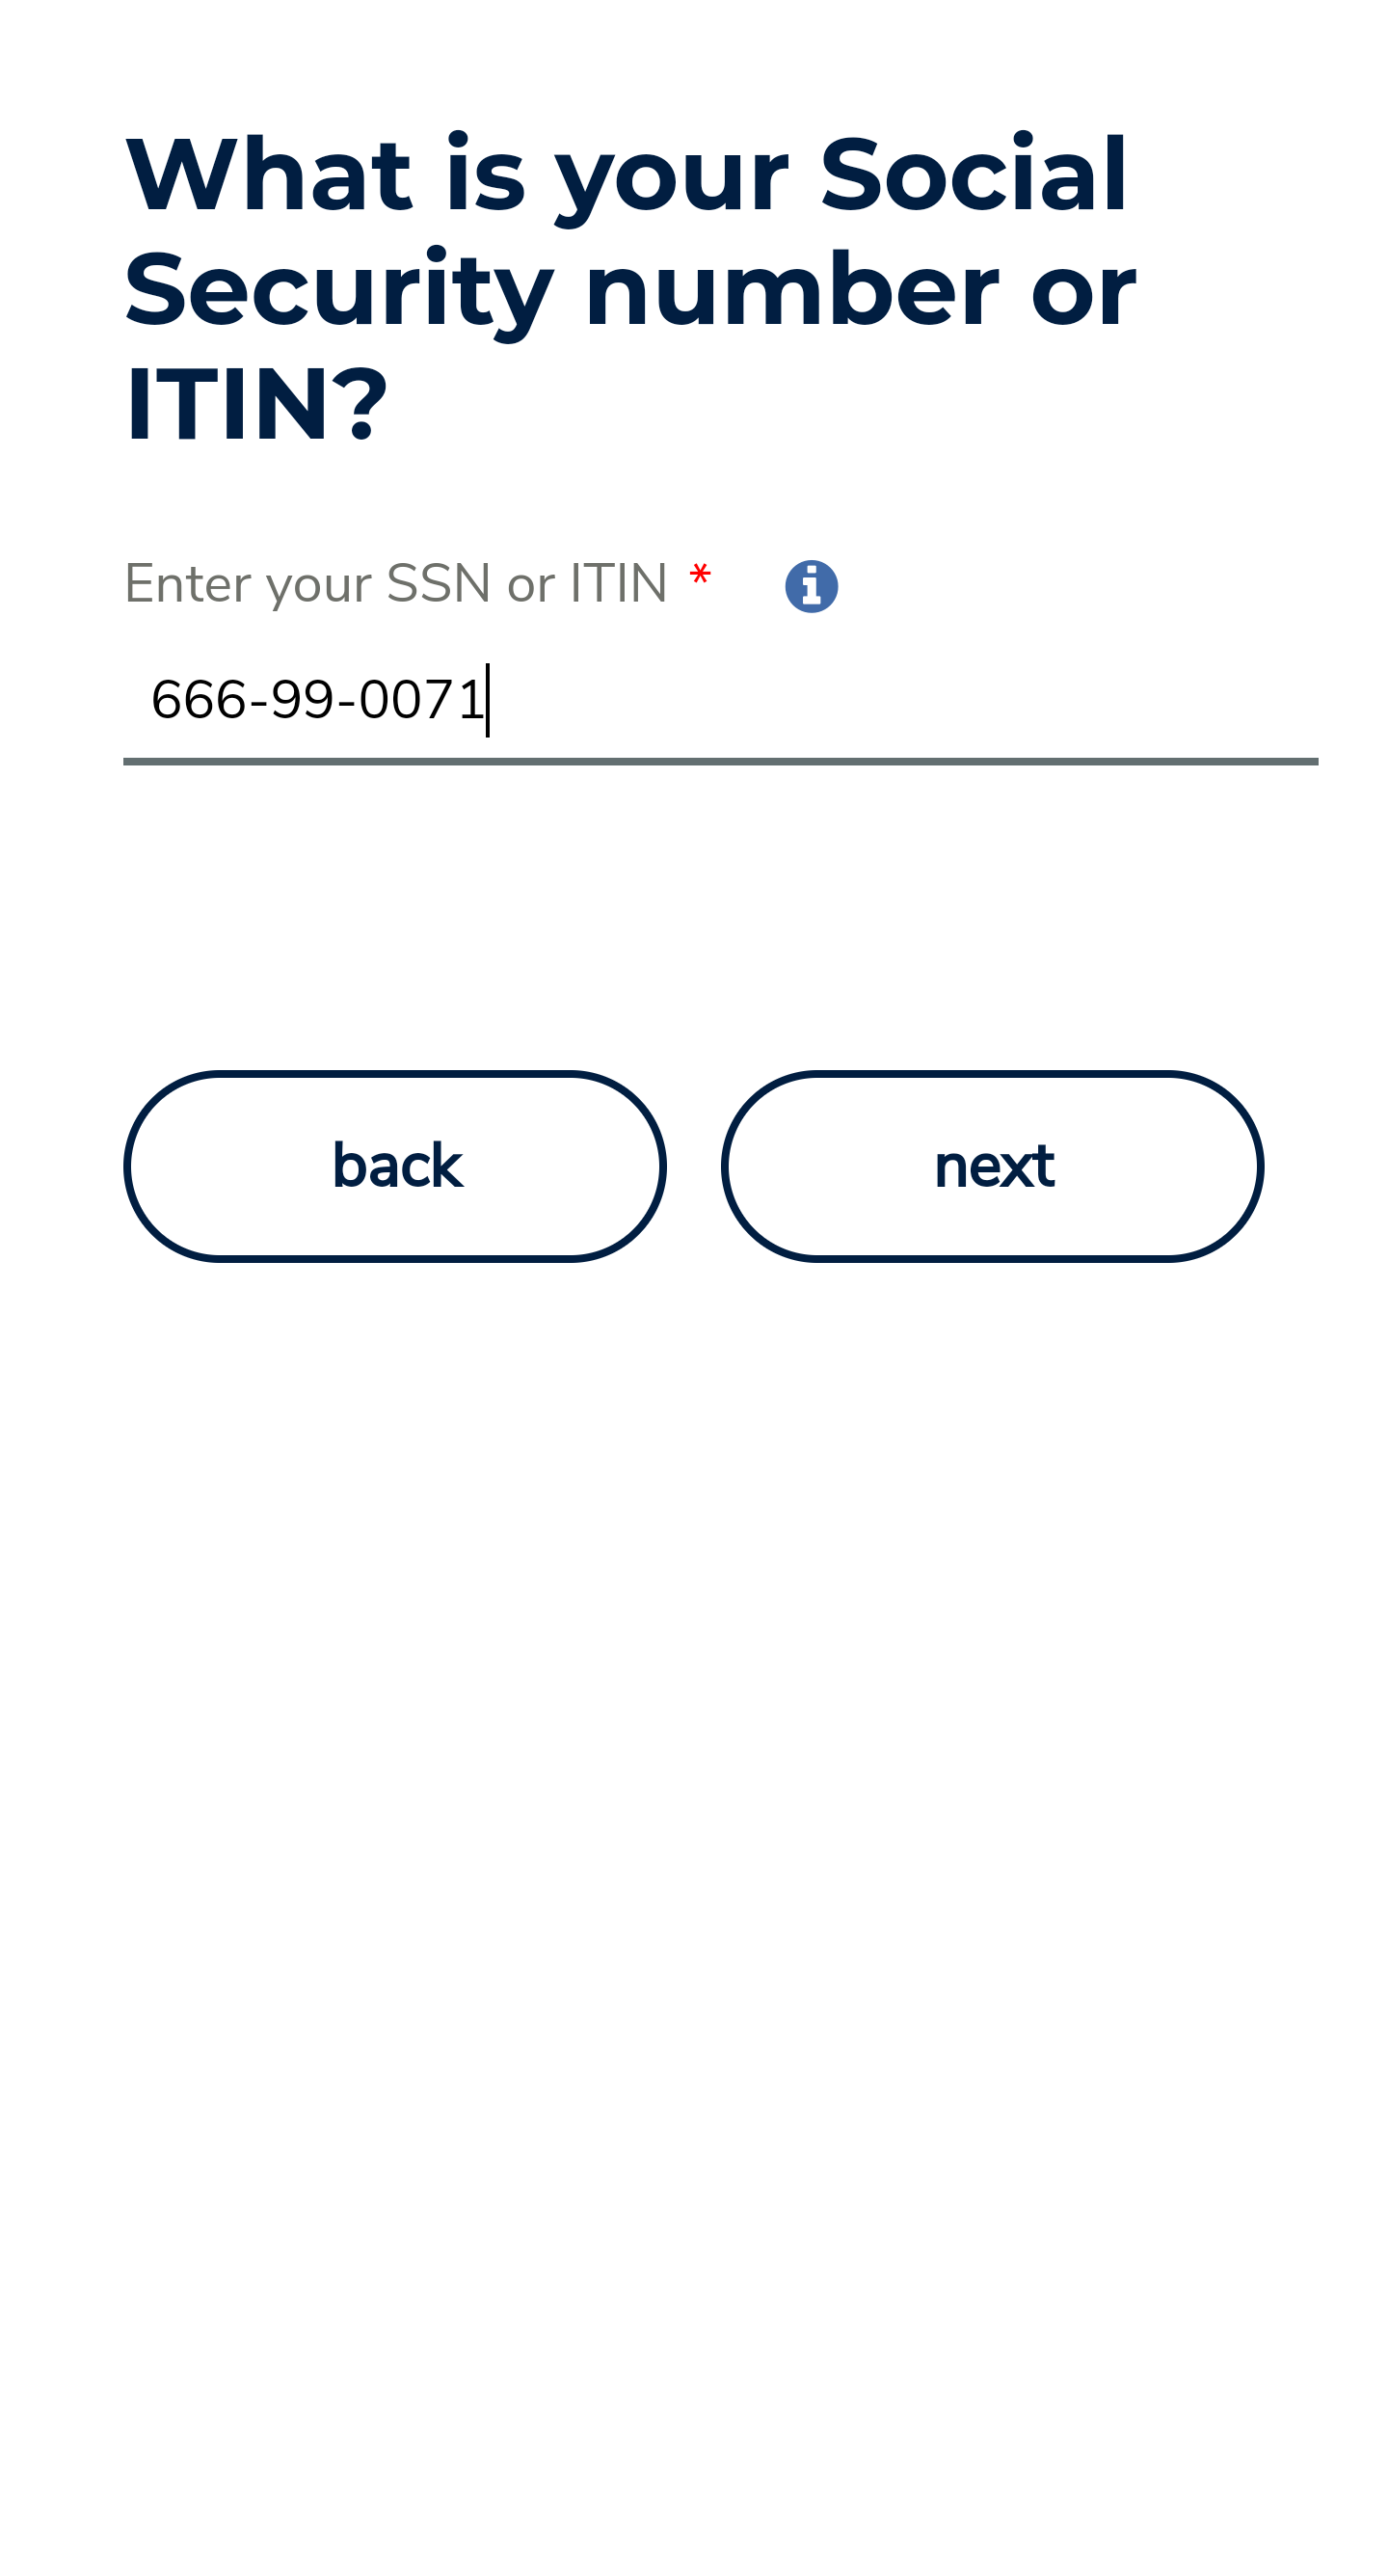 What is your Social
Security number or
ITIN?
Enter your SSN or ITIN *
666-99-0071
back
next